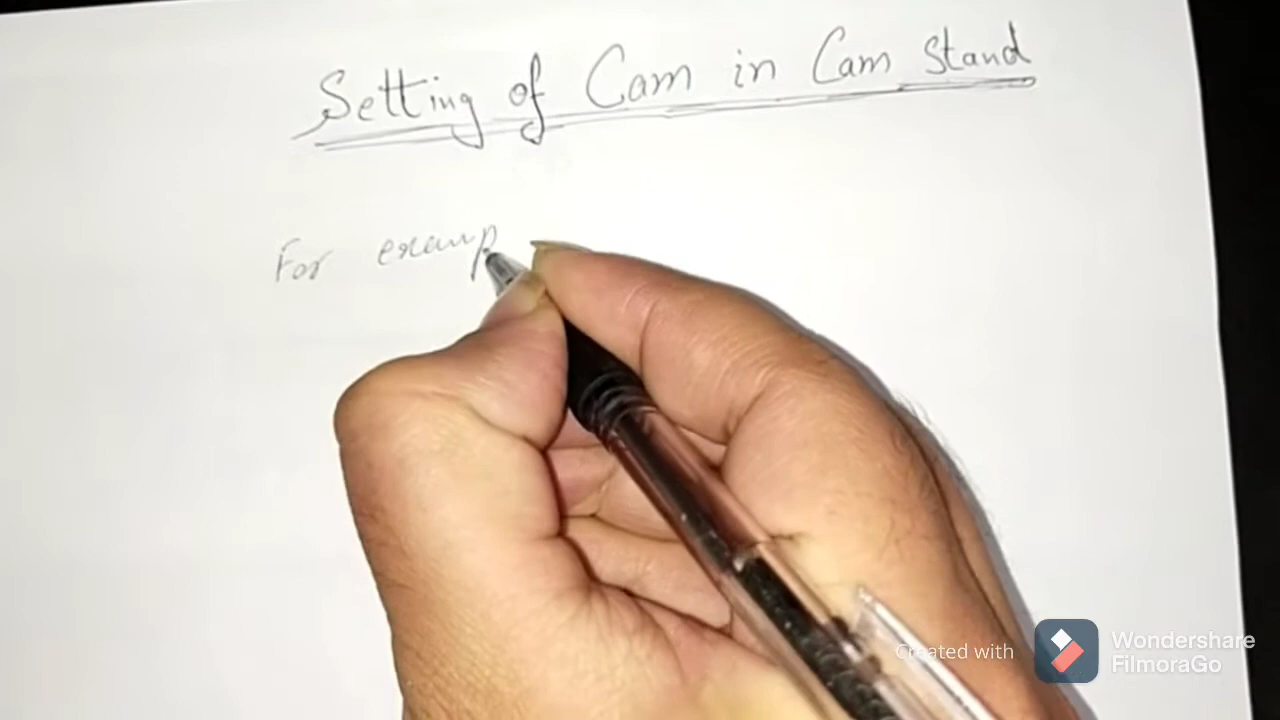 Setting of Cam in Cam Stand
For examp
Created with
Wondershare
FilmoraGo